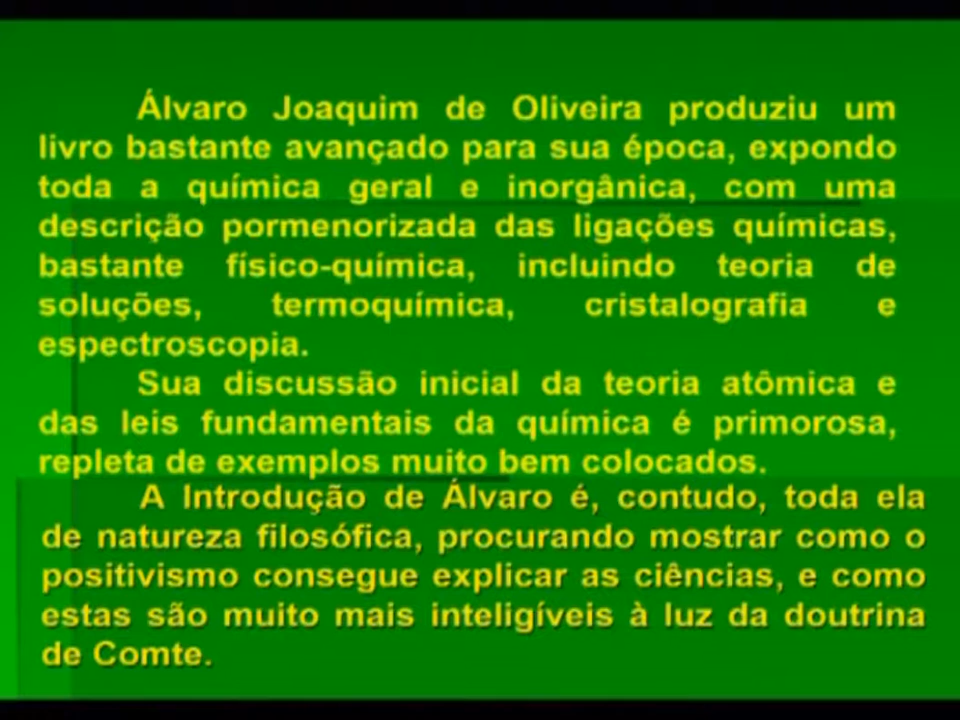 Álvaro Joaquim de Oliveira produziu um
livro bastante avançado para sua época, expondo
toda a química geral e inorgânica, com uma
descrição pormenorizada das ligações químicas,
bastante físico-química, incluindo teoria de
soluções, termoquímica, cristalografia e
espectroscopia.
Sua discussão inicial da teoria atômica e
das leis fundamentais da química é primorosa,
repleta de exemplos muito bem colocados.
A Introdução de Álvaro é, contudo, toda ela
de natureza filosófica, procurando mostrar como o
positivismo consegue explicar as ciências, e como
estas são muito mais inteligíveis à luz da doutrina
de Comte.